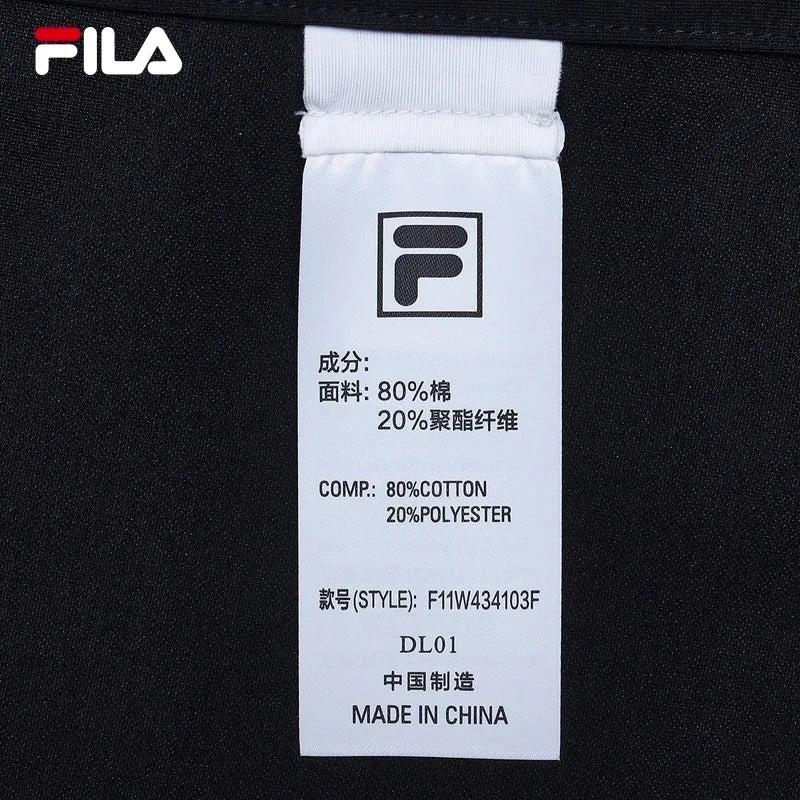 FILA
F
成分:
面料: 80%棉
20%聚酯纤维
COMP.: 80%COTTON
20%POLYESTER
款号(STYLE): F11W434103F
DL01
中国制造
MADE IN CHINA